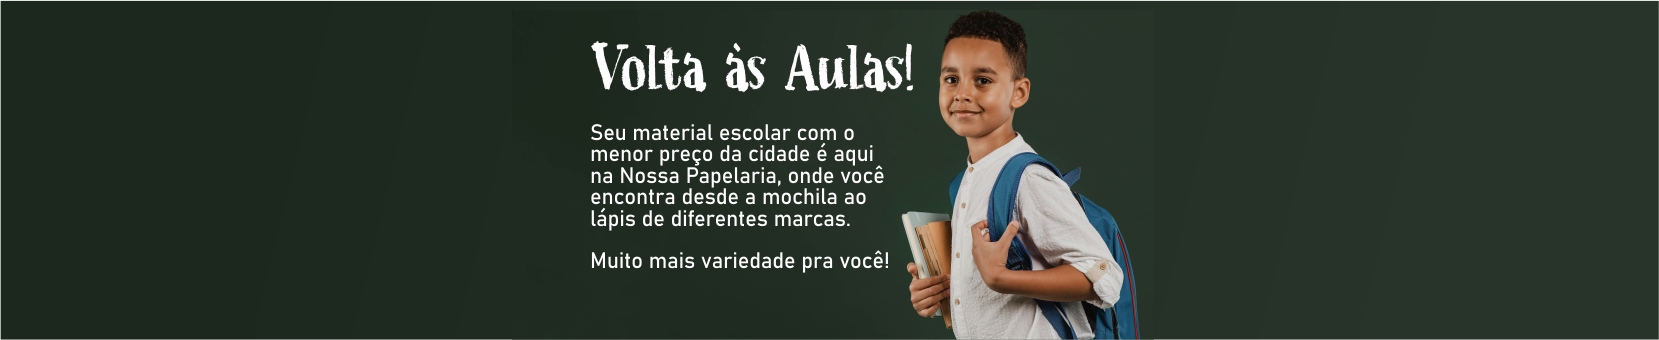 Volta às Aulas!
Seu material escolar com o
menor preço da cidade é aqui
na Nossa Papelaria, onde você
encontra desde a mochila ao
lápis de diferentes marcas.
Muito mais variedade pra você!